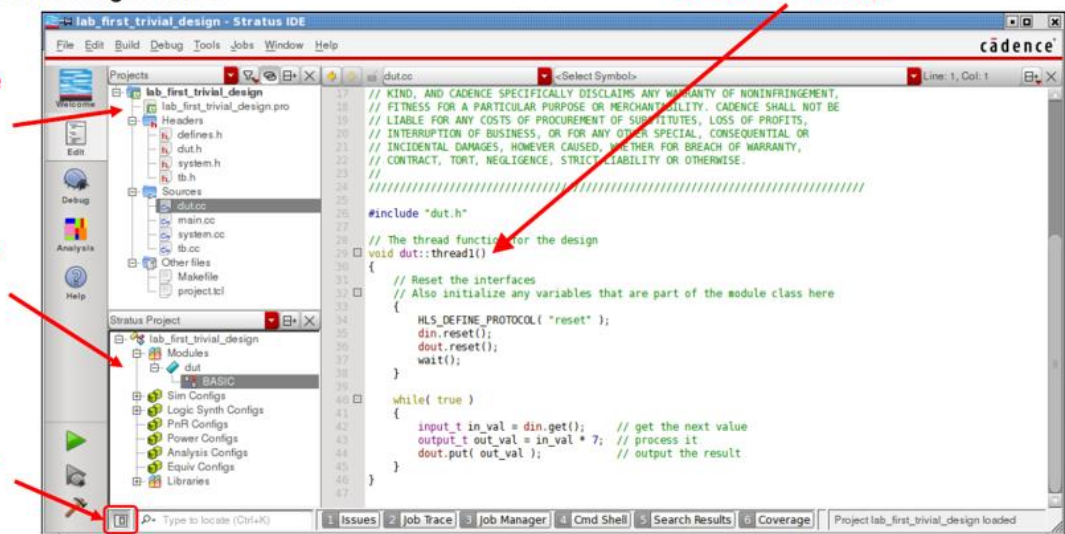 lab_first_trivial_design - Stratus IDE
File Edit Build Debug Tools Jobs Window Help
cādence
Projects
dut.cc
<Select Symbol>
Line: 1, Col: 1
Welcome
Edit
Debug
Analysis
Help
lab_first_trivial_design
lab_first_trivial_design.pro
Headers
defines.h
dut.h
system.h
tb.h
Sources
dut.cc
main.cc
system.cc
tb.cc
Other files
Makefile
project.tcl
Stratus Project
lab_first_trivial_design
Modules
dut
BASIC
Sim Configs
Logic Synth Configs
PnR Configs
Power Configs
Analysis Configs
Equiv Configs
Libraries
17 // KIND, AND CADENCE SPECIFICALLY DISCLAIMS ANY WARRANTY OF NONINFRINGEMENT,
18 // FITNESS FOR A PARTICULAR PURPOSE OR MERCHANTABILITY. CADENCE SHALL NOT BE
19 // LIABLE FOR ANY COSTS OF PROCUREMENT OF SUBSTITUTES, LOSS OF PROFITS,
20 // INTERRUPTION OF BUSINESS, OR FOR ANY OTHER SPECIAL, CONSEQUENTIAL OR
21 // INCIDENTAL DAMAGES, HOWEVER CAUSED, WHETHER FOR BREACH OF WARRANTY,
22 // CONTRACT, TORT, NEGLIGENCE, STRICT LIABILITY OR OTHERWISE.
23 //
24 ////////////////////////////////////////////////////////////////////////////////
25
26 #include "dut.h"
27
28 // The thread function for the design
29 void dut::thread1()
30 {
31 // Reset the interfaces
32 // Also initialize any variables that are part of the module class here
33 {
34 HLS_DEFINE_PROTOCOL( "reset" );
35 din.reset();
36 dout.reset();
37 wait();
38 }
39
40 while( true )
41 {
42 input_t in_val = din.get(); // get the next value
43 output_t out_val = in_val * 7; // process it
44 dout.put( out_val ); // output the result
45 }
46 }
47
Type to locate (Ctrl+K)
1 Issues 2 Job Trace 3 Job Manager 4 Cmd Shell 5 Search Results 6 Coverage
Project lab_first_trivial_design loaded